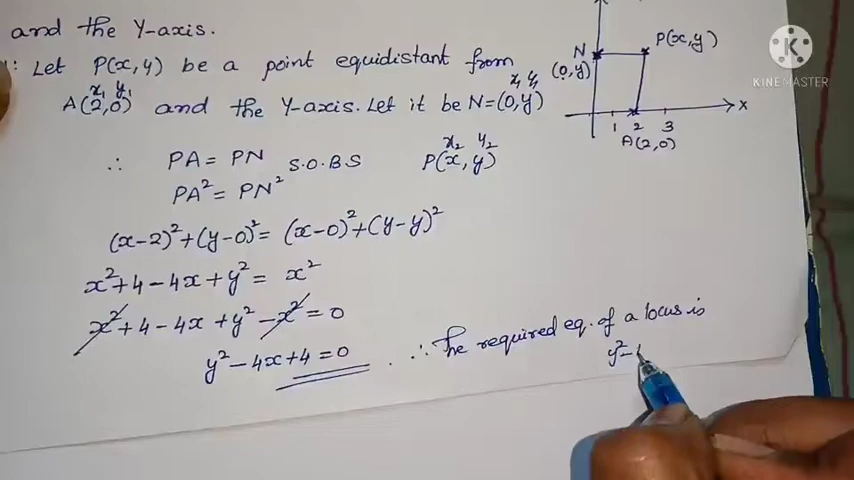 and the Y-axis.
Let P(x,y) be a point equidistant from
x₁ y₁
A(2,0) and the Y-axis. Let it be N=(0,y)
∴ PA = PN S.O.BS
x₂ y₂
P(x,y)
PA² = PN²
(x-2)²+(y-0)² = (x-0)²+(y-y)²
x²+4-4x+y² = x²
x²+4-4x+y²-x²=0
y²-4x+4=0
∴ The required eq. of a locus is
y²-
N
(0,y)
P(x,y)
X
1 2 3
A(2,0)
K
KINEMASTER